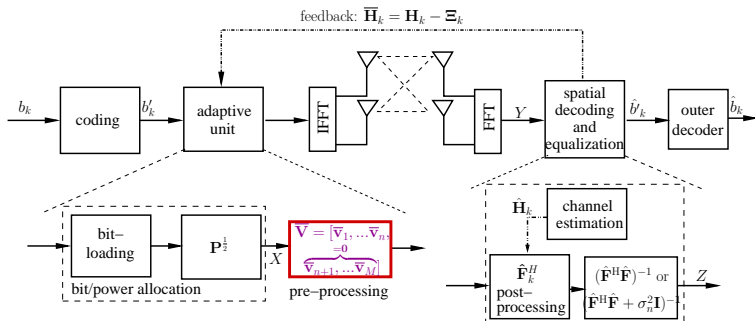 feedback: H̅_k = H_k − Ξ_k
b_k
coding
b′_k
adaptive
unit
IFFT
FFT
Y
spatial
decoding
and
equalization
b̂′_k
outer
decoder
b̂_k
bit–
loading
P^{1/2}
X
bit/power allocation
V̅ = [v̅_1, ...v̅_n,
=0
v̅_{n+1}, ...v̅_M]
pre–processing
Ĥ_k
channel
estimation
F̂_k^H
post–
processing
(F̂^H F̂)^{-1} or
(F̂^H F̂ + σ_n^2 I)^{-1}
Z